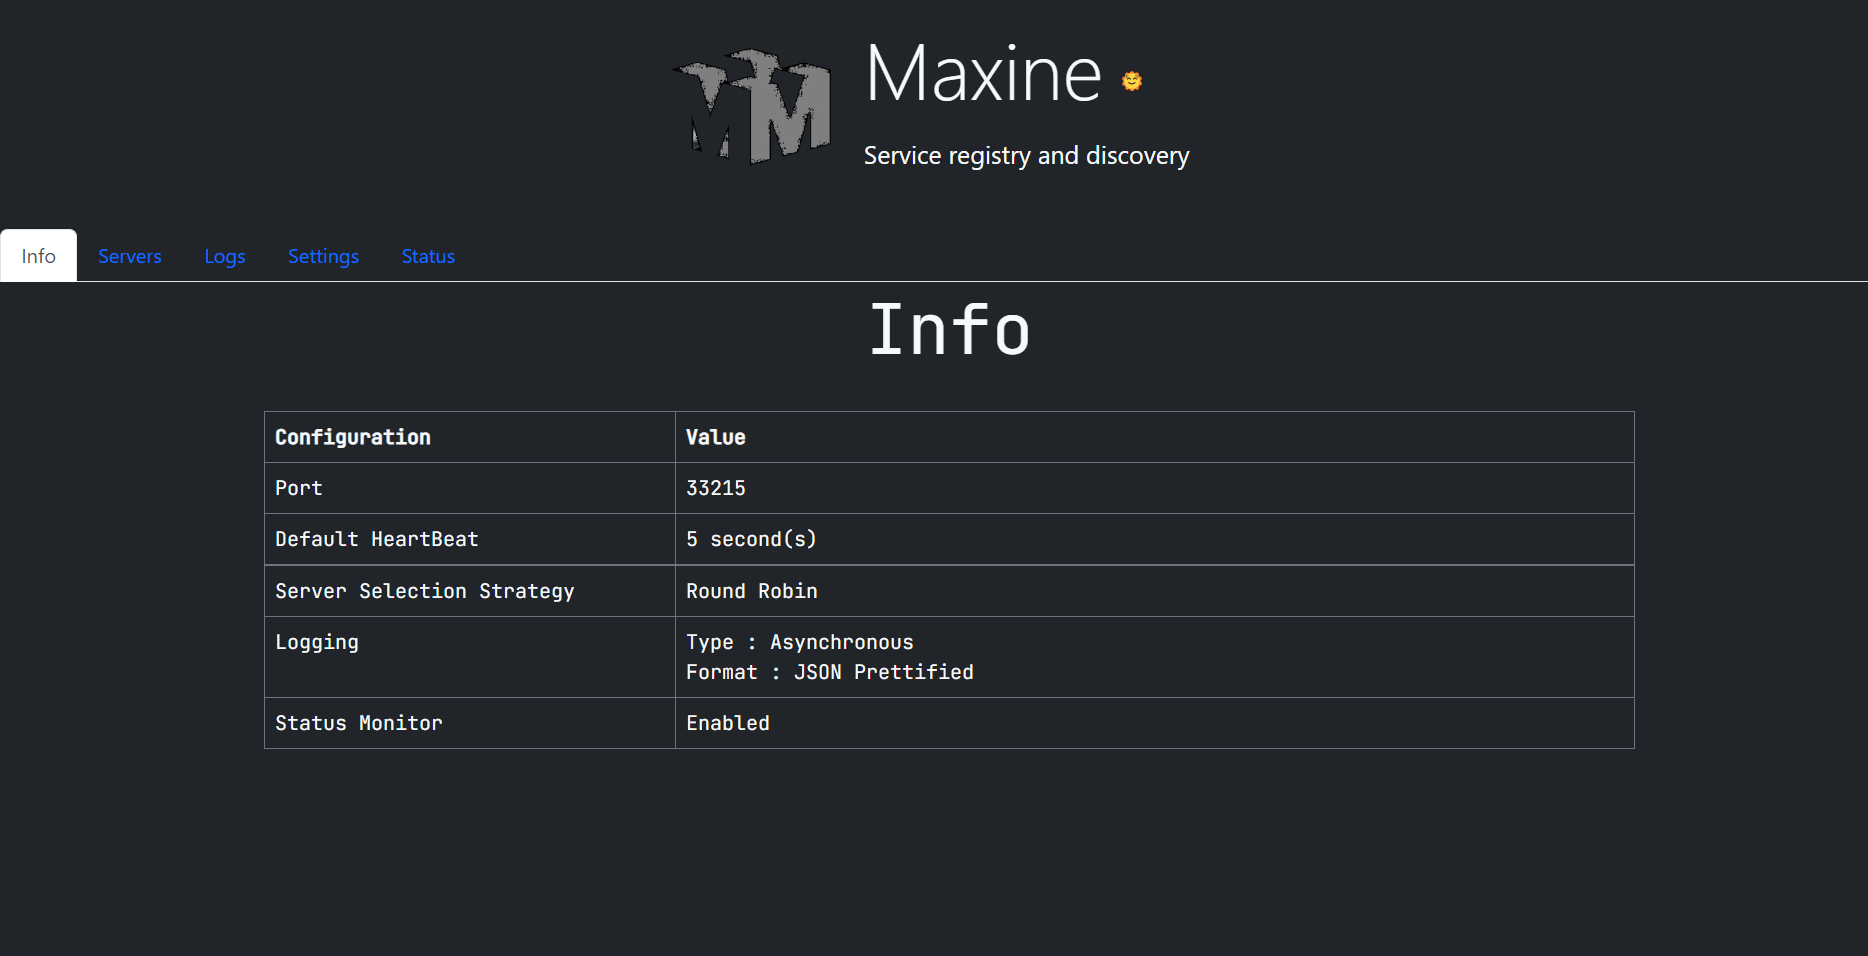 Maxine
Service registry and discovery
Info Servers Logs Settings Status
Info
Configuration Value
Port 33215
Default HeartBeat 5 second(s)
Server Selection Strategy Round Robin
Logging Type : Asynchronous
Format : JSON Prettified
Status Monitor Enabled